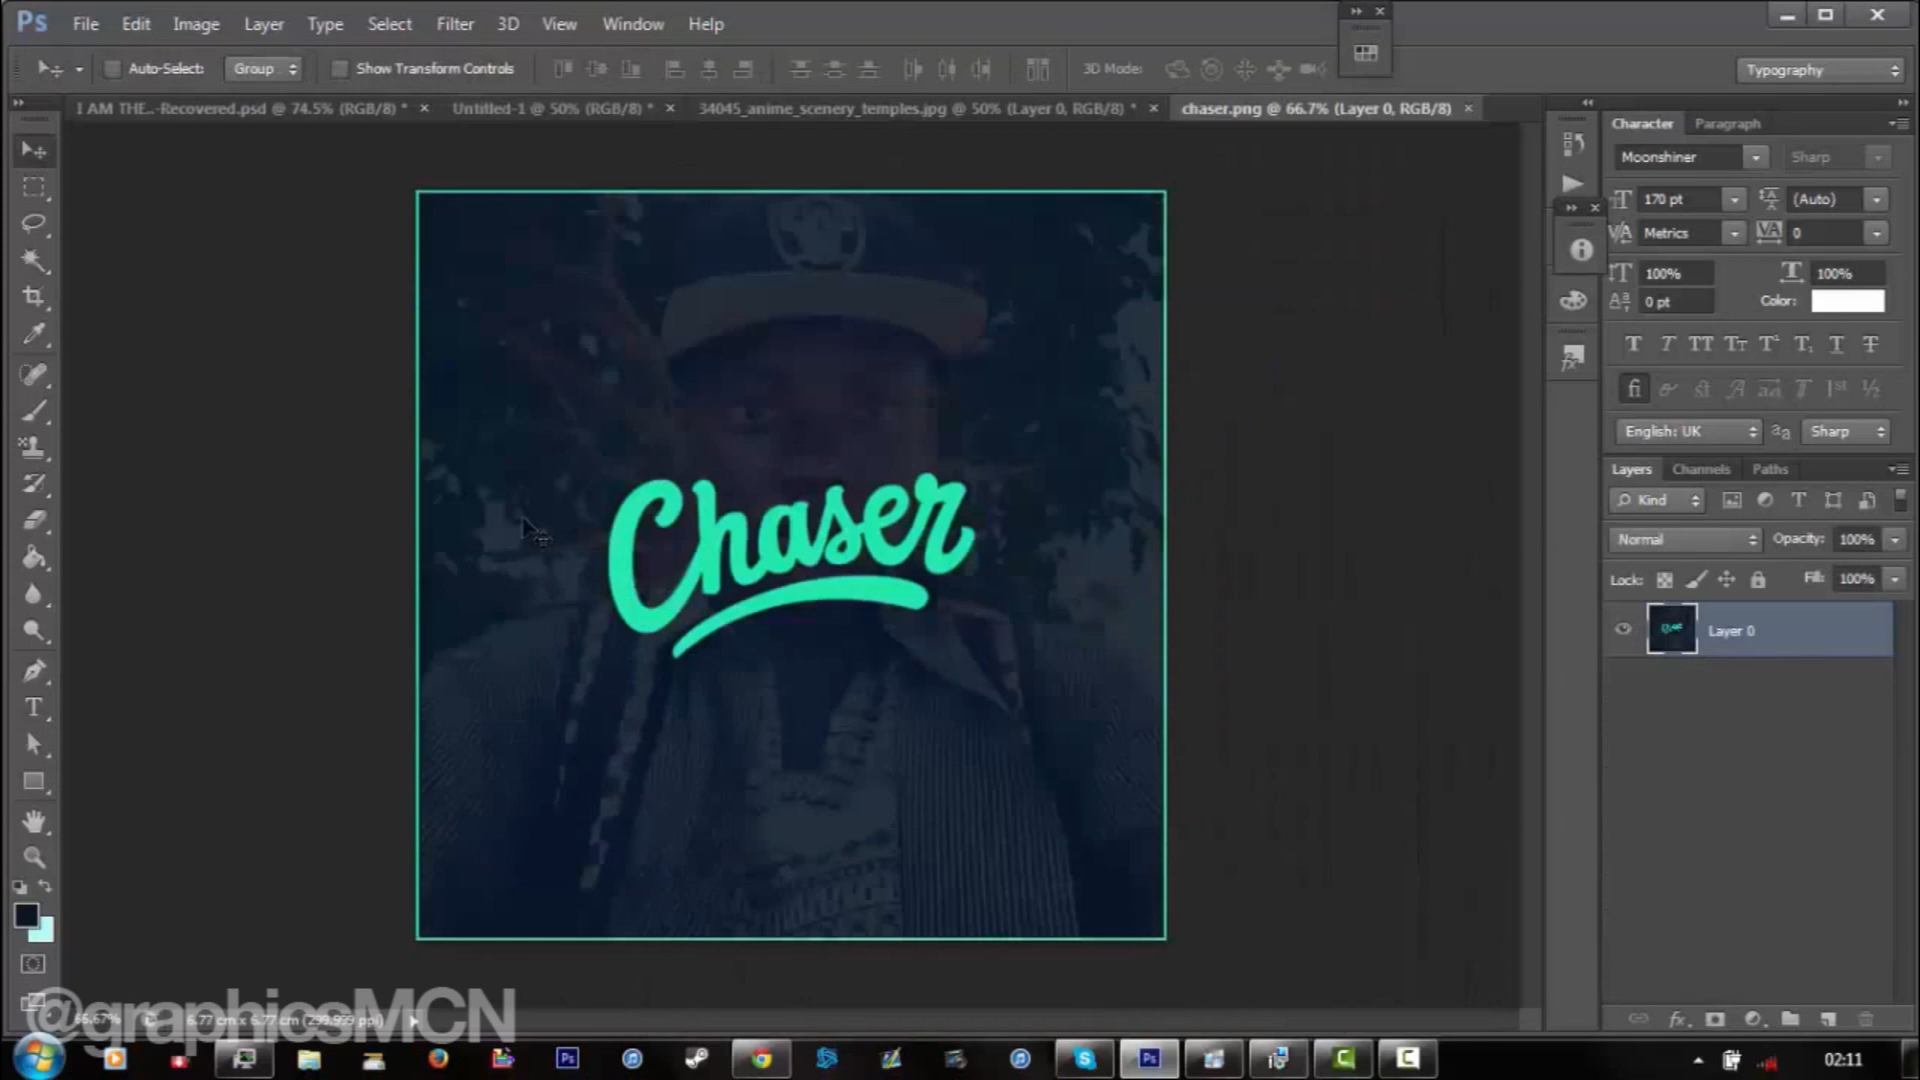 Ps File Edit Image Layer Type Select Filter 3D View Window Help
Auto-Select: Group Show Transform Controls 3D Mode: Typography
I AM THE..-Recovered.psd @ 74.5% (RGB/8) * × Untitled-1 @ 50% (RGB/8) * × 34045_anime_scenery_temples.jpg @ 50% (Layer 0, RGB/8) * × chaser.png @ 66.7% (Layer 0, RGB/8) ×
Character Paragraph
Moonshiner Sharp
170 pt (Auto)
Metrics 0
100% 100%
0 pt Color:
English: UK Sharp
Layers Channels Paths
Kind
Normal Opacity: 100%
Lock: Fill: 100%
Layer 0
Chaser
@graphicsMCN
66.67% 6.77 cm x 6.77 cm (299.999 ppi)
02:11